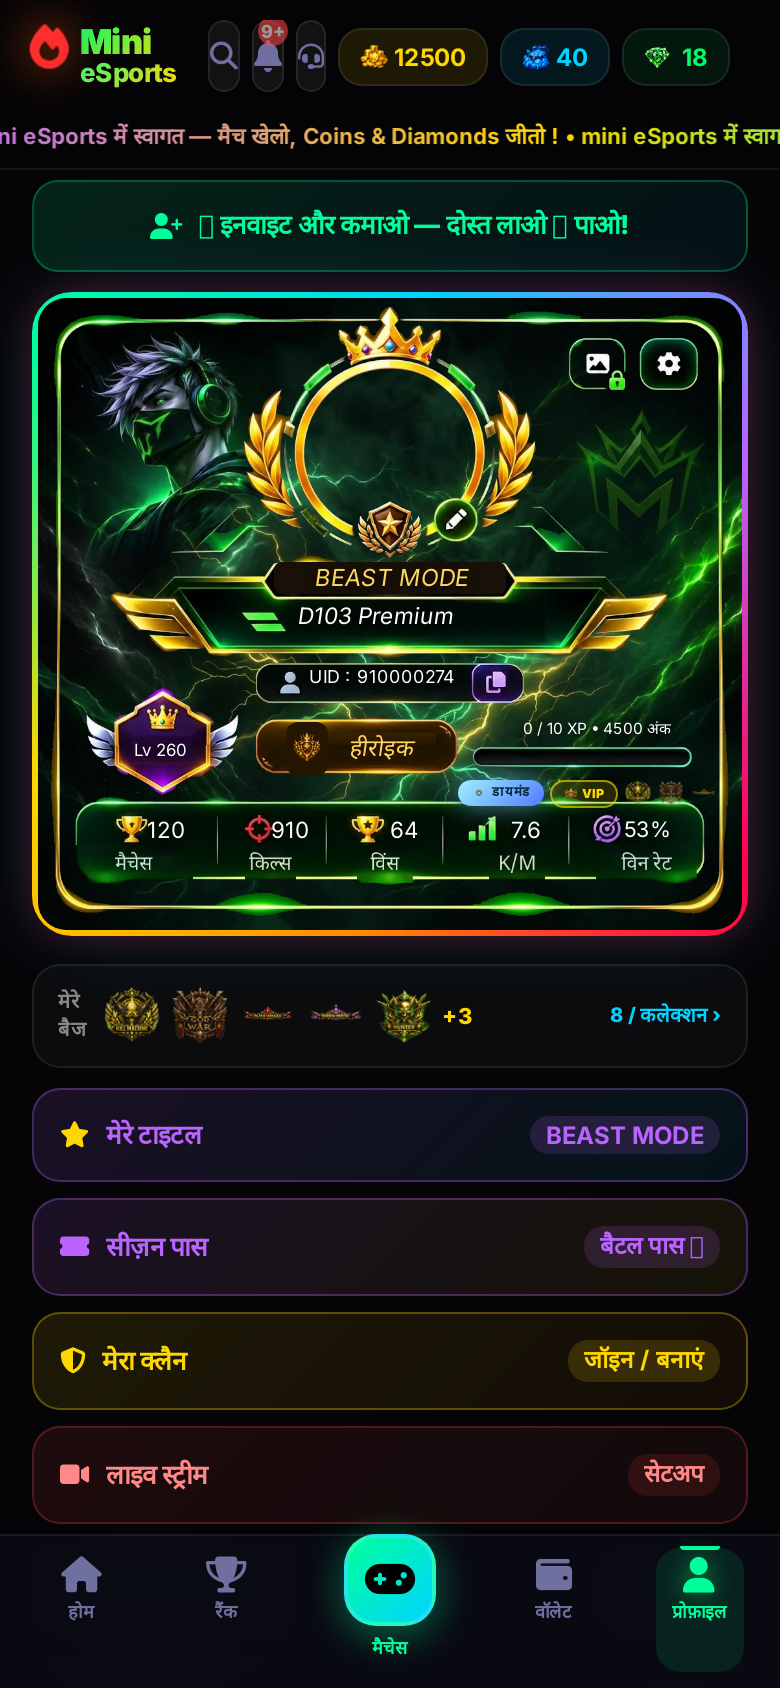 Mini
eSports
9+
12500
40
18
ni eSports में स्वागत — मैच खेलो, Coins & Diamonds जीतो ! • mini eSports में स्वाग
इनवाइट और कमाओ — दोस्त लाओ पाओ!
BEAST MODE
D103 Premium
UID : 910000274
Lv 260
हीरोइक
0 / 10 XP • 4500 अंक
डायमंड
VIP
120
910
64
7.6
53%
मैचेस
किल्स
विंस
K/M
विन रेट
मेरे
बैज
+3
8 / कलेक्शन ›
मेरे टाइटल
BEAST MODE
सीज़न पास
बैटल पास
मेरा क्लैन
जॉइन / बनाएं
लाइव स्ट्रीम
सेटअप
होम
रैंक
मैचेस
वॉलेट
प्रोफ़ाइल